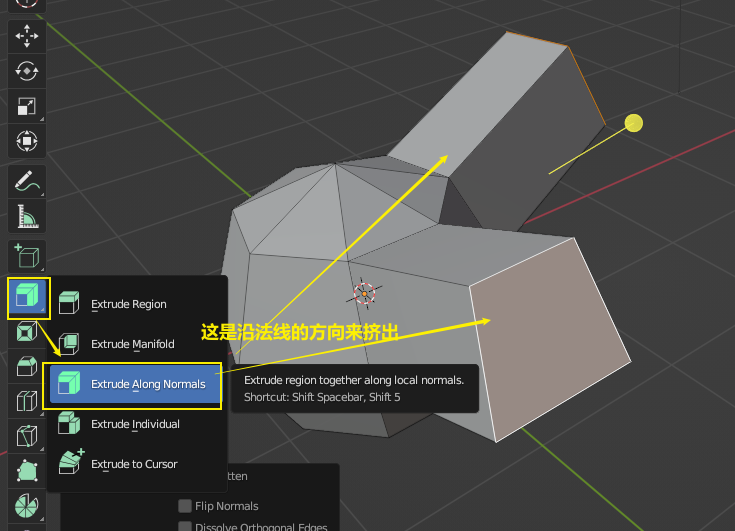 Extrude Region
Extrude Manifold
这是沿法线的方向来挤出
Extrude Along Normals
Extrude region together along local normals.
Shortcut: Shift Spacebar, Shift 5
Extrude Individual
Extrude to Cursor
tten
Flip Normals
Dissolve Orthogonal Edges